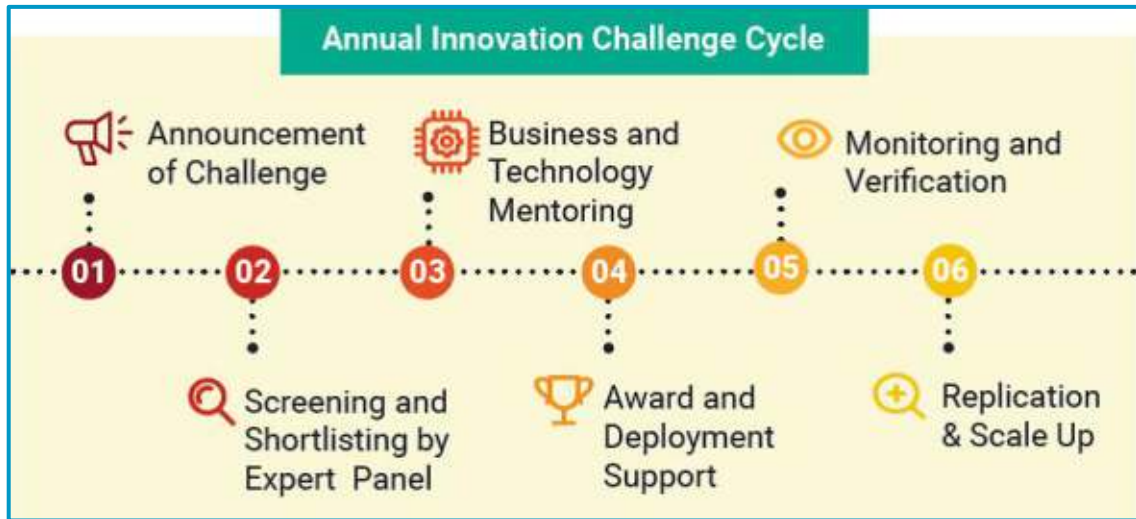 Annual Innovation Challenge Cycle
01
Announcement
of Challenge
02
Screening and
Shortlisting by
Expert Panel
03
Business and
Technology
Mentoring
04
Award and
Deployment
Support
05
Monitoring and
Verification
06
Replication
& Scale Up